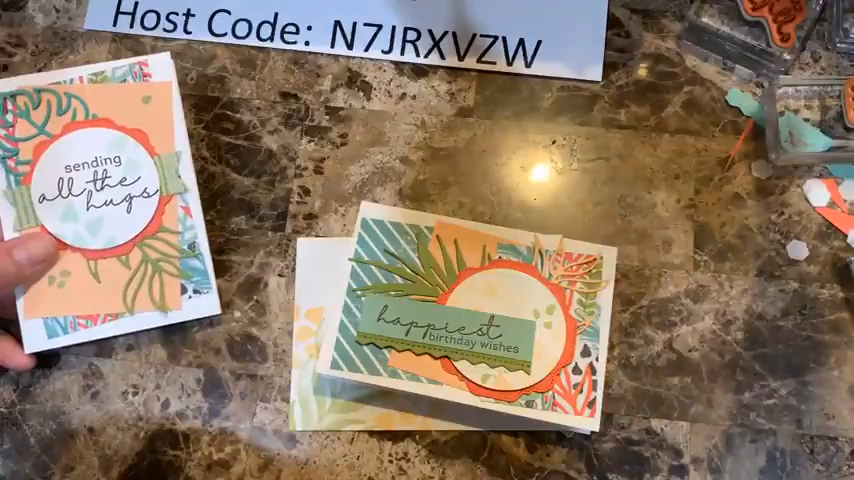 Host Code: N7JRXVZW
sending
all the
hugs
happiest
birthday wishes